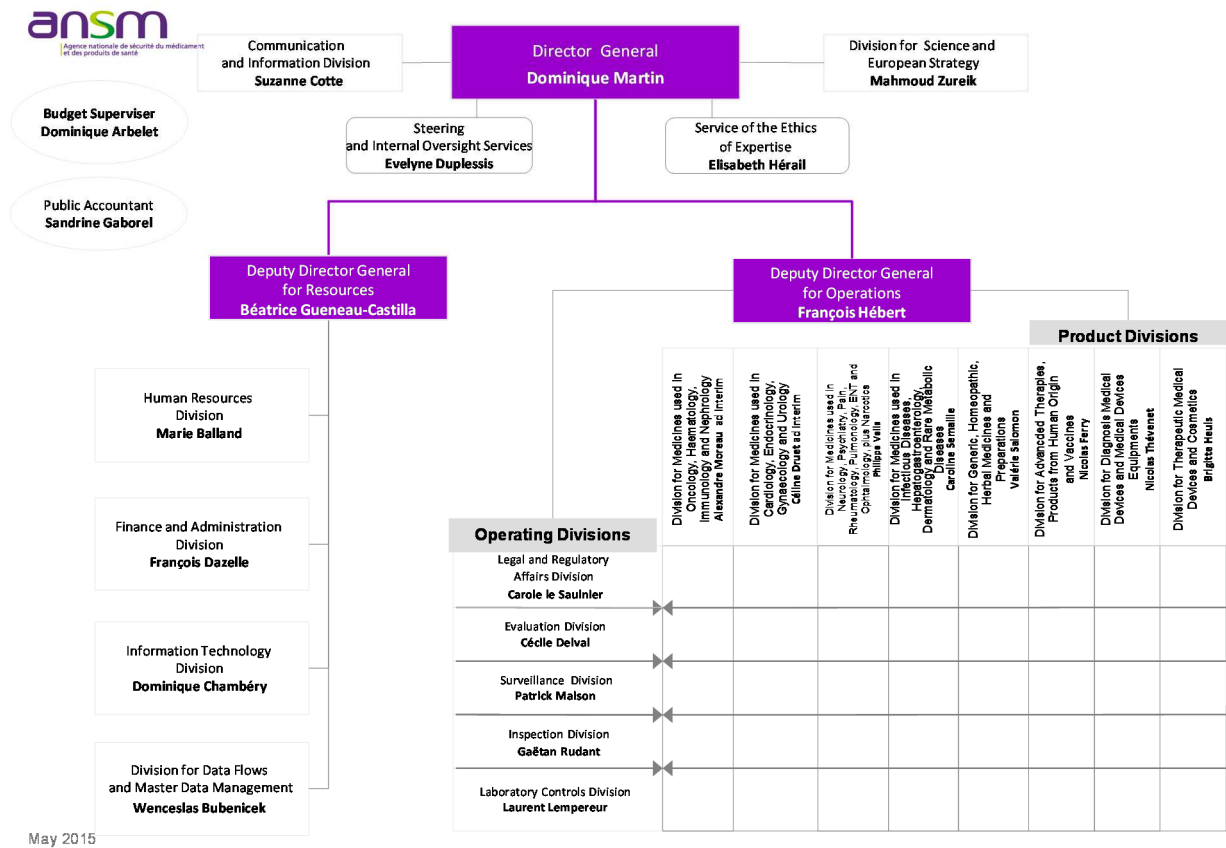 ansm
Agence nationale de sécurité du médicament
et des produits de santé
Communication
and Information Division
Suzanne Cotte
Director General
Dominique Martin
Division for Science and
European Strategy
Mahmoud Zureik
Budget Superviser
Dominique Arbelet
Steering
and Internal Oversight Services
Evelyne Duplessis
Service of the Ethics
of Expertise
Elisabeth Hérail
Public Accountant
Sandrine Gaborel
Deputy Director General
for Resources
Béatrice Gueneau-Castilla
Deputy Director General
for Operations
François Hébert
Human Resources
Division
Marie Balland
Finance and Administration
Division
François Dazelle
Information Technology
Division
Dominique Chambéry
Division for Data Flows
and Master Data Management
Wenceslas Bubenicek
Product Divisions
Division for Medicines used in
Oncology, Haematology,
Immunology and Nephrology
Alexandre Moreau ad interim
Division for Medicines used in
Cardiology, Endocrinology,
Gynaecology and Urology
Céline Druet ad interim
Division for Medicines used in
Neurology, Psychiatry, Pain,
Rheumatology, Pulmonology, ENT and
Ophtalmology, plus Narcotics
Philippe Vella
Division for Medicines used in
Infectious Diseases,
Hepatogastroenterology,
Dermatology and Rare Metabolic
Diseases
Caroline Semaille
Division for Generic, Homeopathic,
Herbal Medicines and
Preparations
Valérie Salomon
Division for Advancded Therapies,
Products from Human Origin
and Vaccines
Nicolas Ferry
Division for Diagnosis Medical
Devices and Medical Devices
Equipments
Nicolas Thévenet
Division for Therapeutic Medical
Devices and Cosmetics
Brigitte Heuls
Operating Divisions
Legal and Regulatory
Affairs Division
Carole le Saulnier
Evaluation Division
Cécile Delval
Surveillance Division
Patrick Maison
Inspection Division
Gaëtan Rudant
Laboratory Controls Division
Laurent Lempereur
May 2015